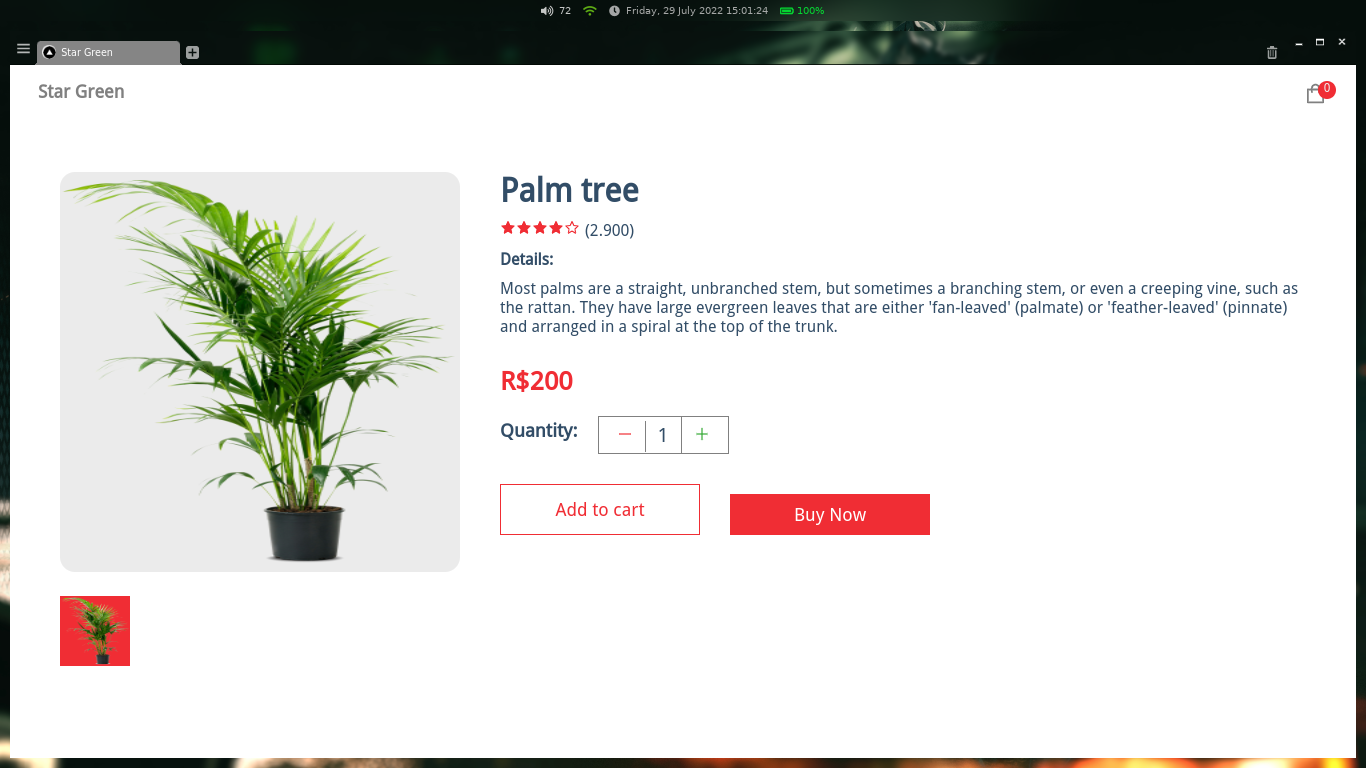 72 Friday, 29 July 2022 15:01:24 100%
Star Green
Star Green
0
Palm tree
(2.900)
Details:
Most palms are a straight, unbranched stem, but sometimes a branching stem, or even a creeping vine, such as
the rattan. They have large evergreen leaves that are either 'fan-leaved' (palmate) or 'feather-leaved' (pinnate)
and arranged in a spiral at the top of the trunk.
R$200
Quantity: 1
Add to cart
Buy Now